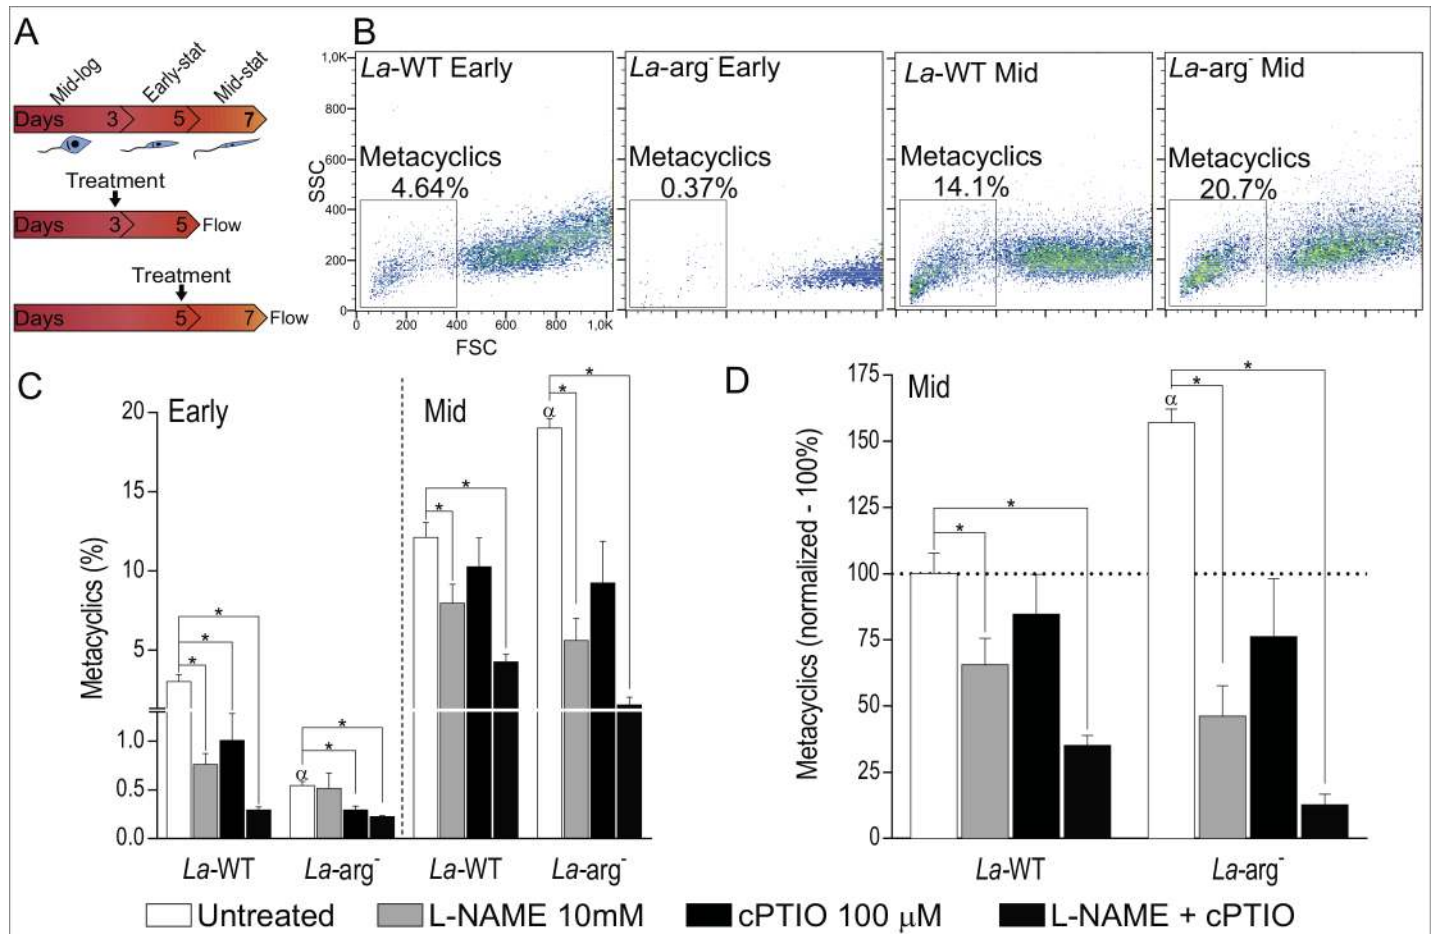 A
Mid-log
Early-stat
Mid-stat
Days 3 5 7
Treatment
Days 3 5 Flow
Treatment
Days 5 7 Flow
B
1,0K
800
600
400
200
0
SSC
0 200 400 600 800 1,0K
FSC
La-WT Early
Metacyclics
4.64%
La-arg- Early
Metacyclics
0.37%
La-WT Mid
Metacyclics
14.1%
La-arg- Mid
Metacyclics
20.7%
C
Early
Mid
Metacyclics (%)
20
15
10
5
1.0
0.5
0.0
* * *
α
* *
* *
α
* *
La-WT La-arg- La-WT La-arg-
D
Mid
Metacyclics (normalized - 100%)
175
150
125
100
75
50
25
0
* *
α
* *
La-WT La-arg-
Untreated L-NAME 10mM cPTIO 100 μM L-NAME + cPTIO